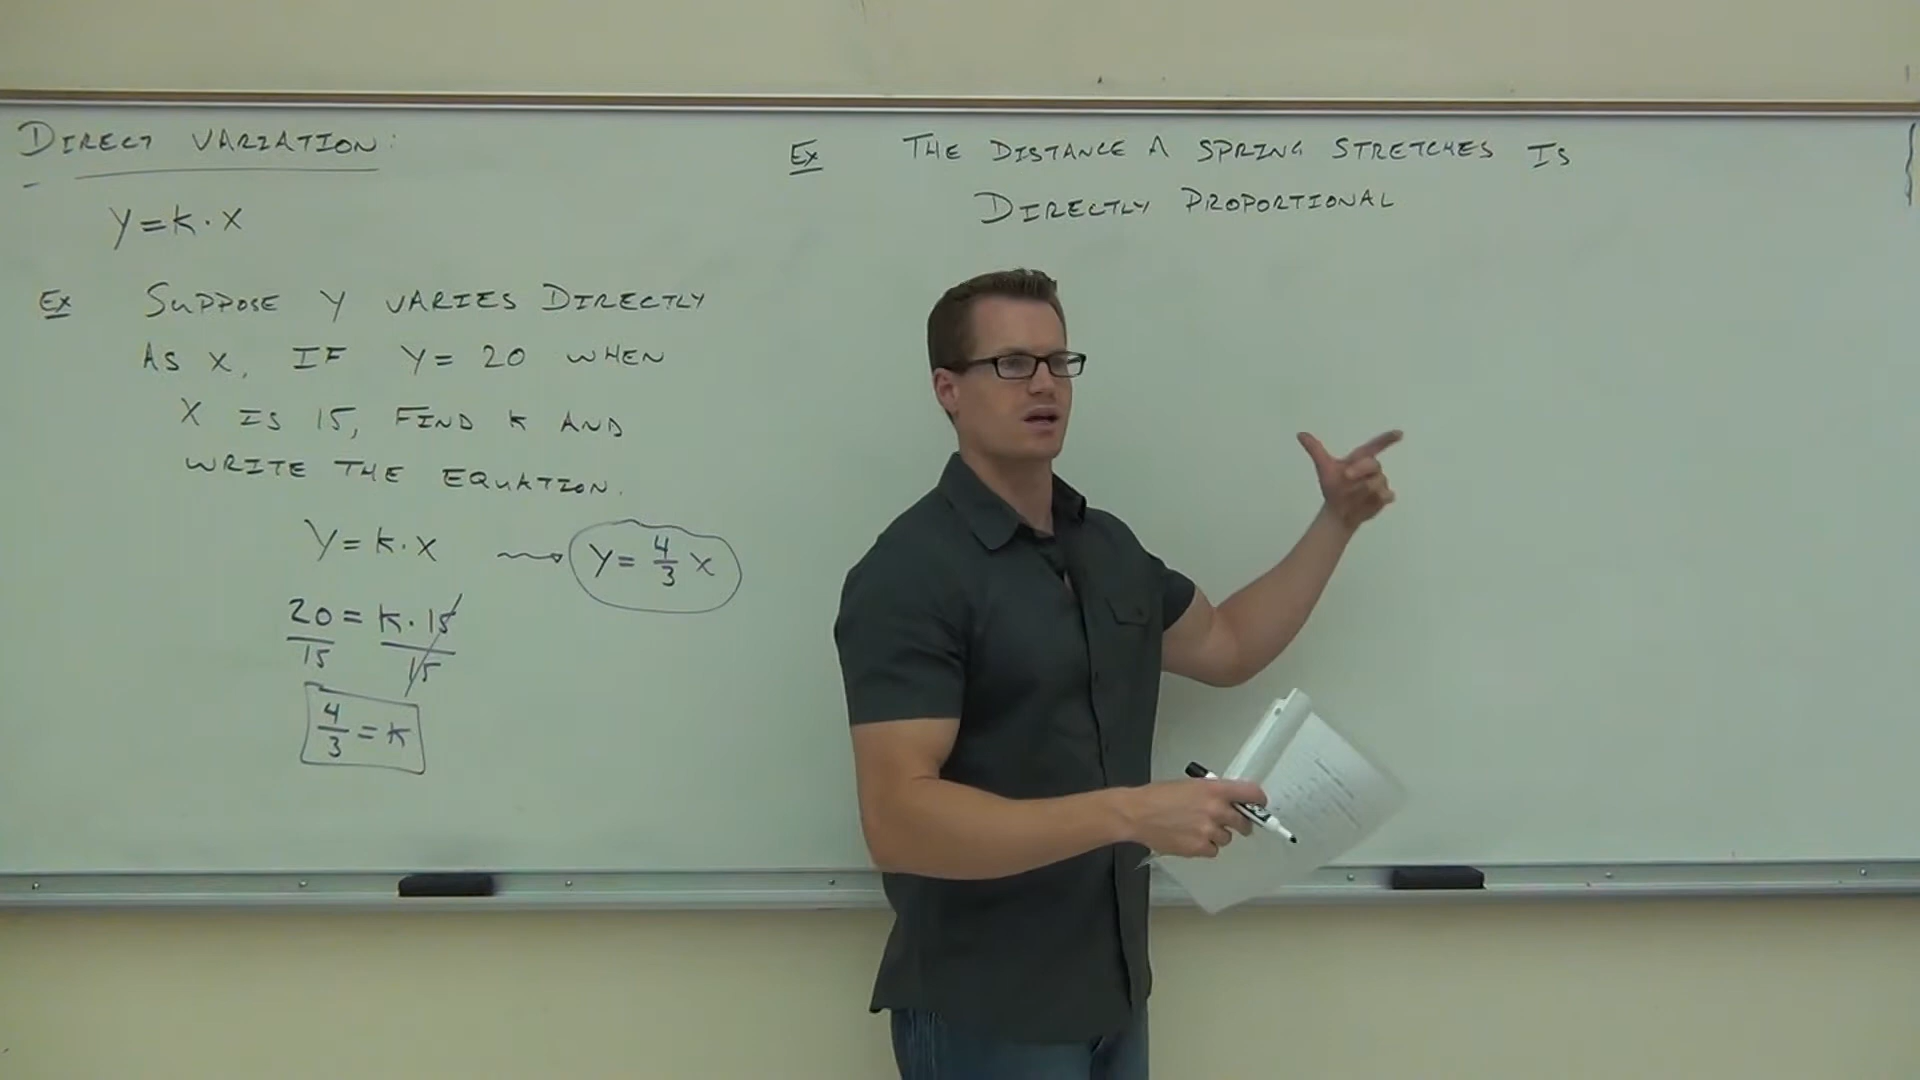 DIRECT VARIATION:
Y = K · X
Ex SUPPOSE Y VARIES DIRECTLY
AS X. IF Y = 20 WHEN
X IS 15, FIND K AND
WRITE THE EQUATION.
Y = K · X → Y = 4/3 X
20/15 = K · 15/15
4/3 = K
Ex THE DISTANCE A SPRING STRETCHES IS
DIRECTLY PROPORTIONAL